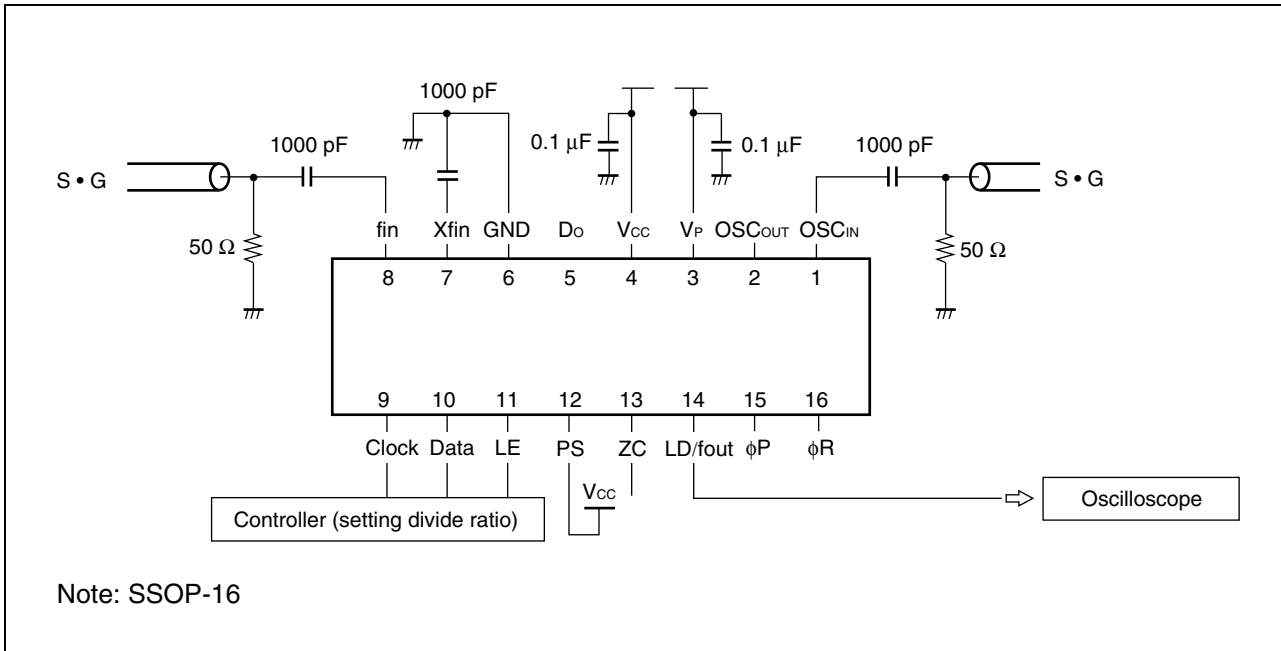 1000 pF
1000 pF
0.1 μF
0.1 μF
1000 pF
S • G
S • G
50 Ω
50 Ω
fin Xfin GND DO VCC VP OSCOUT OSCIN
8 7 6 5 4 3 2 1
9 10 11 12 13 14 15 16
Clock Data LE PS ZC LD/fout ϕP ϕR
VCC
Controller (setting divide ratio)
Oscilloscope
Note: SSOP-16